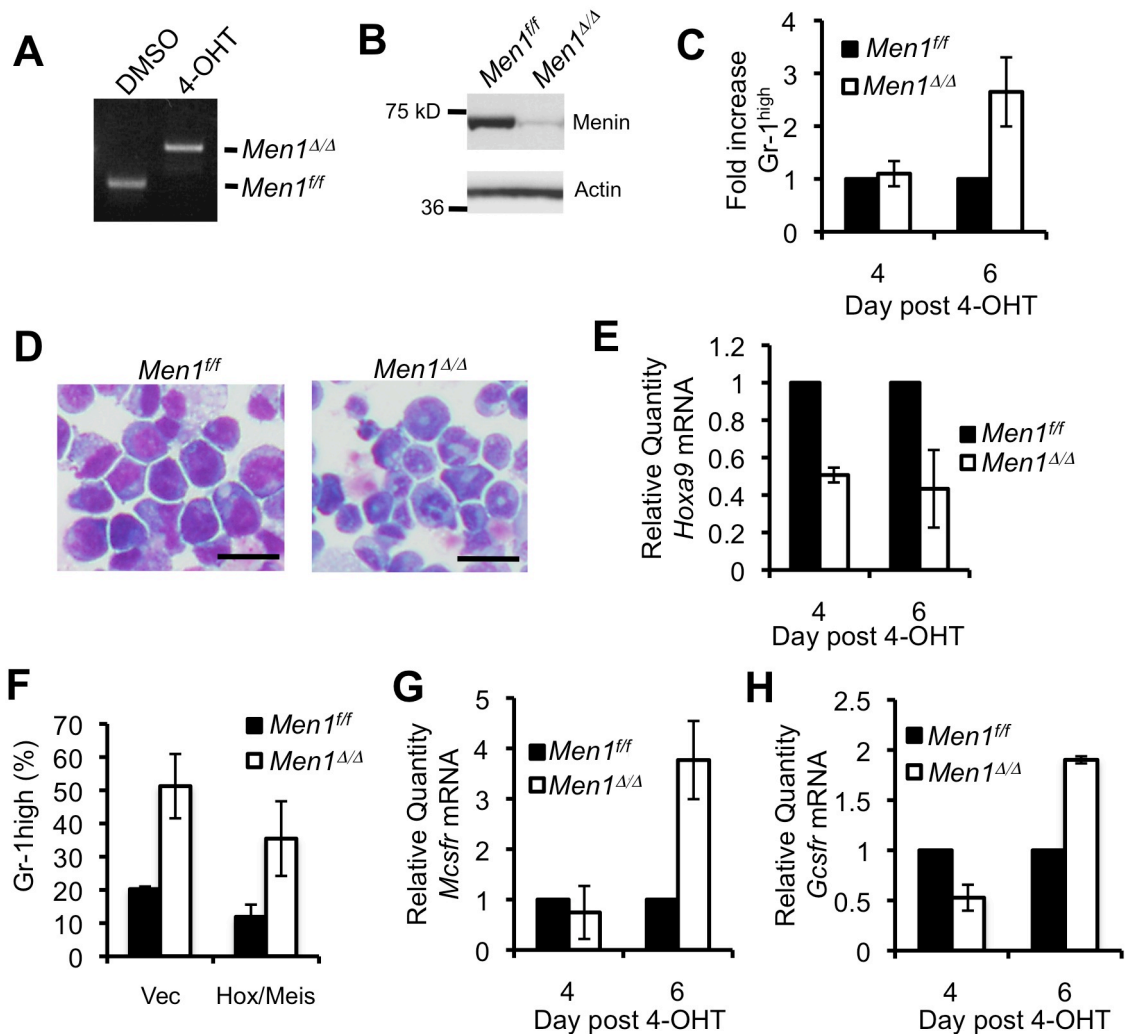 A
DMSO
4-OHT
Men1Δ/Δ
Men1f/f
B
Men1f/f
Men1Δ/Δ
75 kD
Menin
Actin
36
C
Men1f/f
Men1Δ/Δ
Fold increase
Gr-1high
4
3
2
1
0
4
6
Day post 4-OHT
D
Men1f/f
Men1Δ/Δ
E
Relative Quantity
Hoxa9 mRNA
1.2
1
0.8
0.6
0.4
0.2
0
Men1f/f
Men1Δ/Δ
4
6
Day post 4-OHT
F
Gr-1high (%)
70
60
50
40
30
20
10
0
Men1f/f
Men1Δ/Δ
Vec
Hox/Meis
G
Relative Quantity
Mcsfr mRNA
5
4
3
2
1
0
Men1f/f
Men1Δ/Δ
4
6
Day post 4-OHT
H
Relative Quantity
Gcsfr mRNA
2.5
2
1.5
1
0.5
0
Men1f/f
Men1Δ/Δ
4
6
Day post 4-OHT